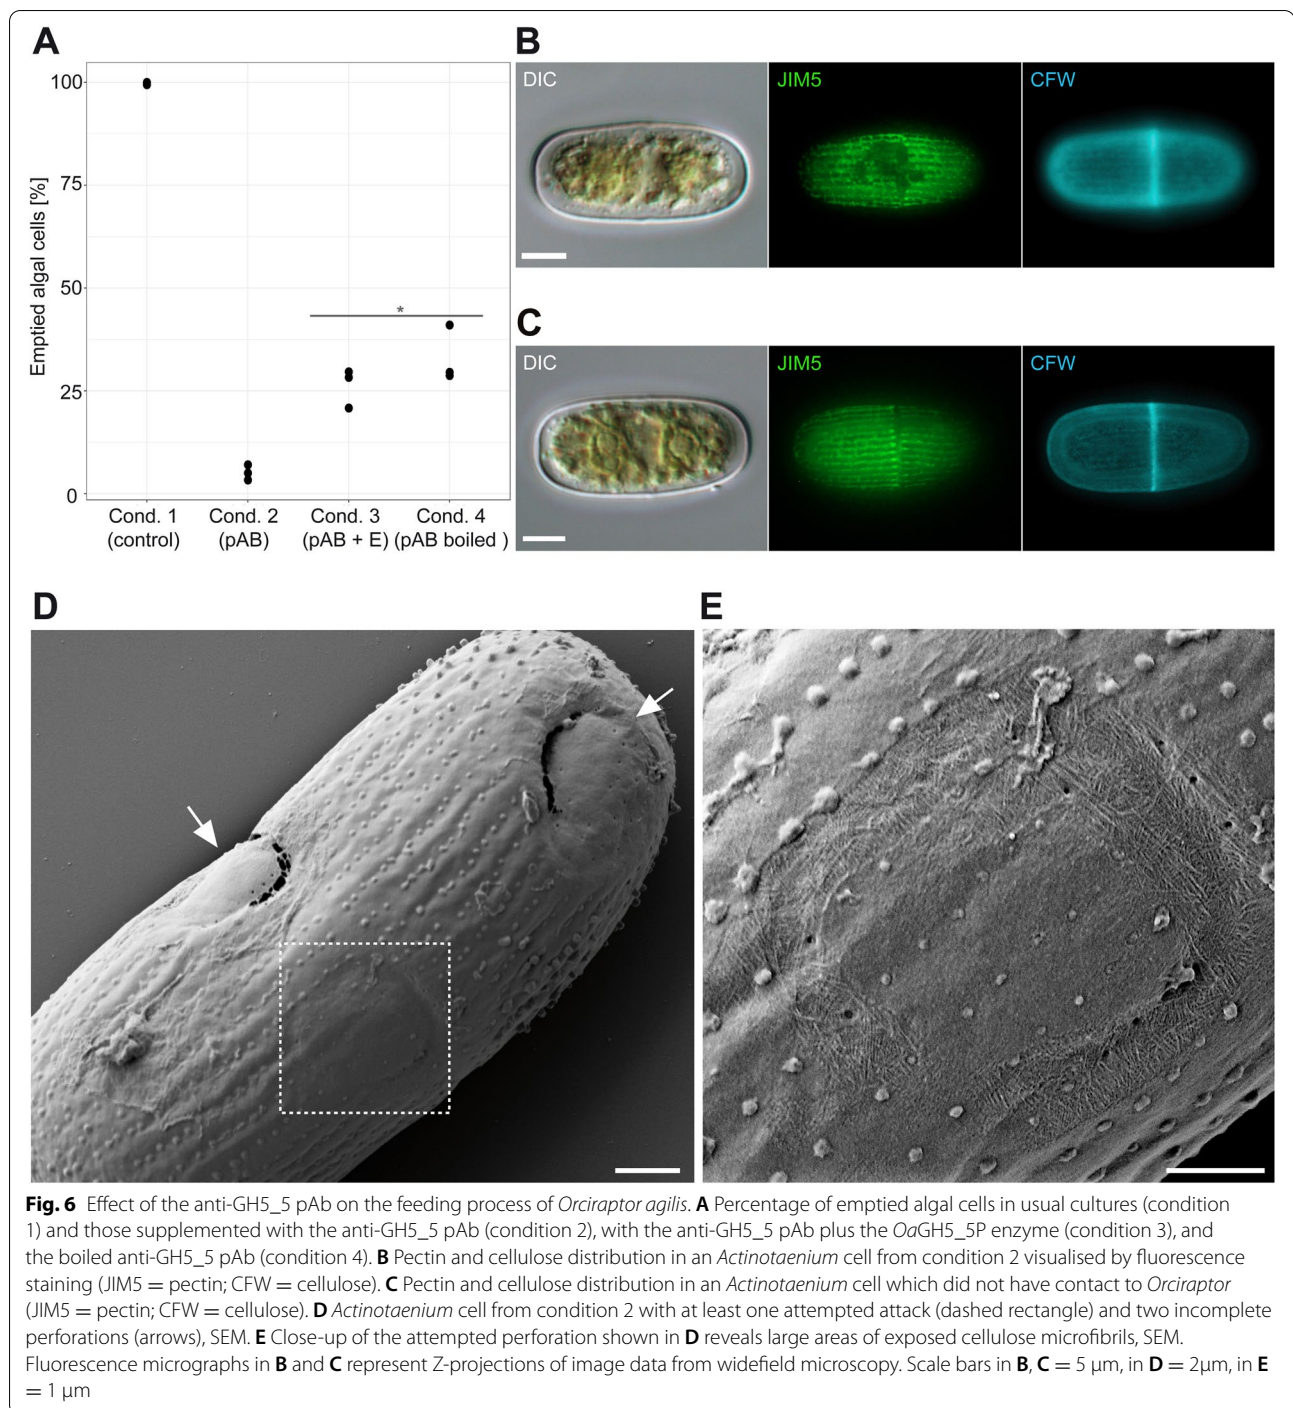 A
B
DIC
JIM5
CFW
100
75
50
25
0
Emptied algal cells [%]
*
Cond. 1
(control)
Cond. 2
(pAB)
Cond. 3
(pAB + E)
Cond. 4
(pAB boiled )
C
DIC
JIM5
CFW
D
E
Fig. 6 Effect of the anti-GH5_5 pAb on the feeding process of Orciraptor agilis. A Percentage of emptied algal cells in usual cultures (condition
1) and those supplemented with the anti-GH5_5 pAb (condition 2), with the anti-GH5_5 pAb plus the OaGH5_5P enzyme (condition 3), and
the boiled anti-GH5_5 pAb (condition 4). B Pectin and cellulose distribution in an Actinotaenium cell from condition 2 visualised by fluorescence
staining (JIM5 = pectin; CFW = cellulose). C Pectin and cellulose distribution in an Actinotaenium cell which did not have contact to Orciraptor
(JIM5 = pectin; CFW = cellulose). D Actinotaenium cell from condition 2 with at least one attempted attack (dashed rectangle) and two incomplete
perforations (arrows), SEM. E Close-up of the attempted perforation shown in D reveals large areas of exposed cellulose microfibrils, SEM.
Fluorescence micrographs in B and C represent Z-projections of image data from widefield microscopy. Scale bars in B, C = 5 µm, in D = 2µm, in E
= 1 µm